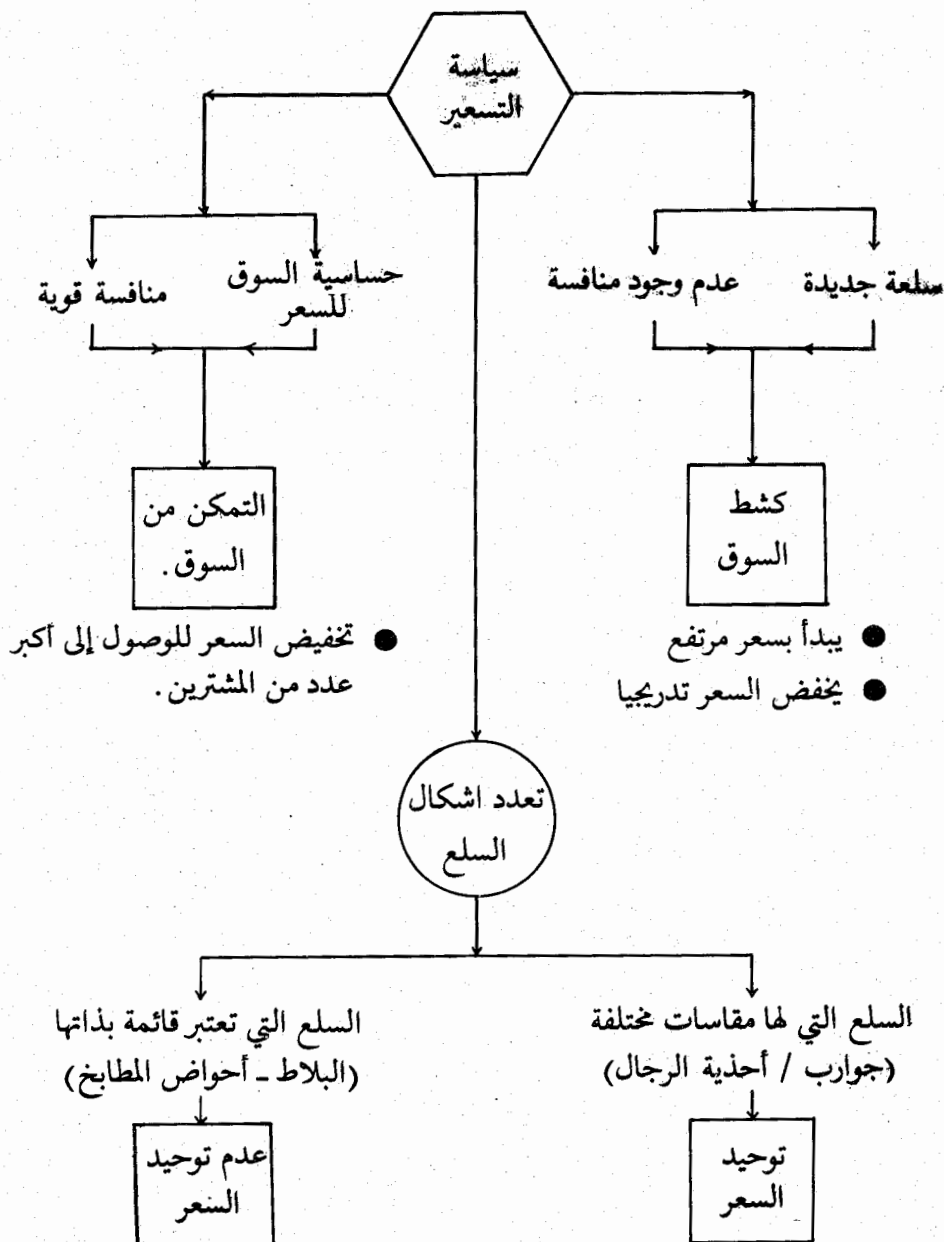 سياسة
التسعير
سلعة جديدة
عدم وجود منافسة
حساسية السوق
للسعر
منافسة قوية
كشط
السوق
التمكن من
السوق.
● يبدأ بسعر مرتفع
● يخفض السعر تدريجيا
● تخفيض السعر للوصول إلى أكبر
عدد من المشترين.
تعدد اشكال
السلع
السلع التي لها مقاسات مختلفة
(جوارب / أحذية الرجال)
السلع التي تعتبر قائمة بذاتها
(البلاط ـ أحواض المطابخ)
توحيد
السعر
عدم توحيد
السعر